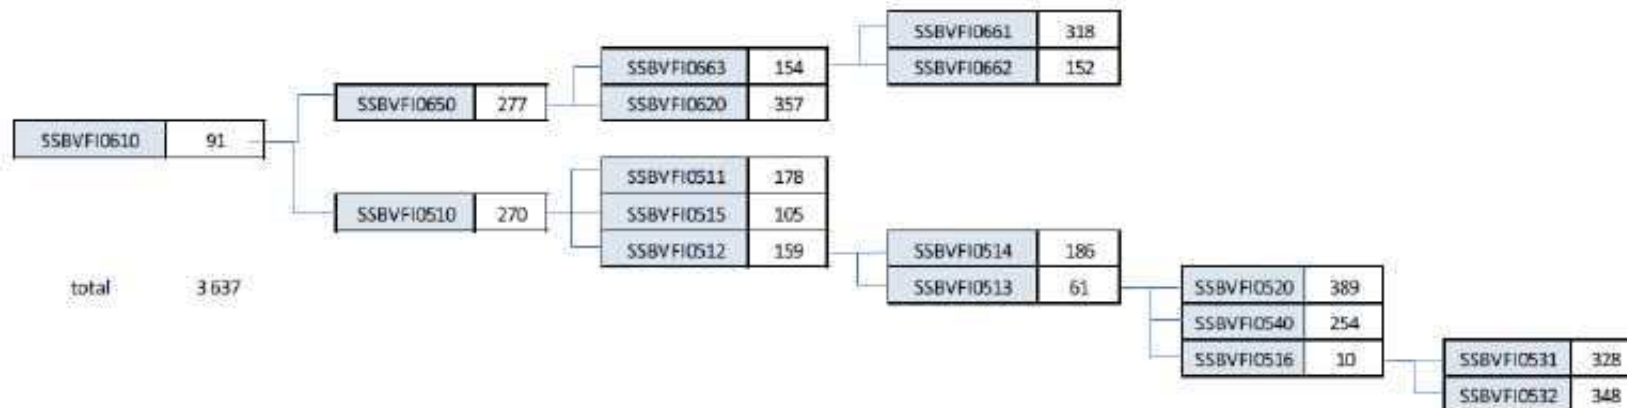 SSBVFI0661 318
SSBVFI0663 154 SSBVFI0662 152
SSBVFI0650 277 SSBVFI0620 357
SSBVFI0610 91
SSBVFI0511 178
SSBVFI0510 270 SSBVFI0515 105
SSBVFI0512 159 SSBVFI0514 186
total 3 637 SSBVFI0513 61 SSBVFI0520 389
SSBVFI0540 254
SSBVFI0516 10 SSBVFI0531 328
SSBVFI0532 348